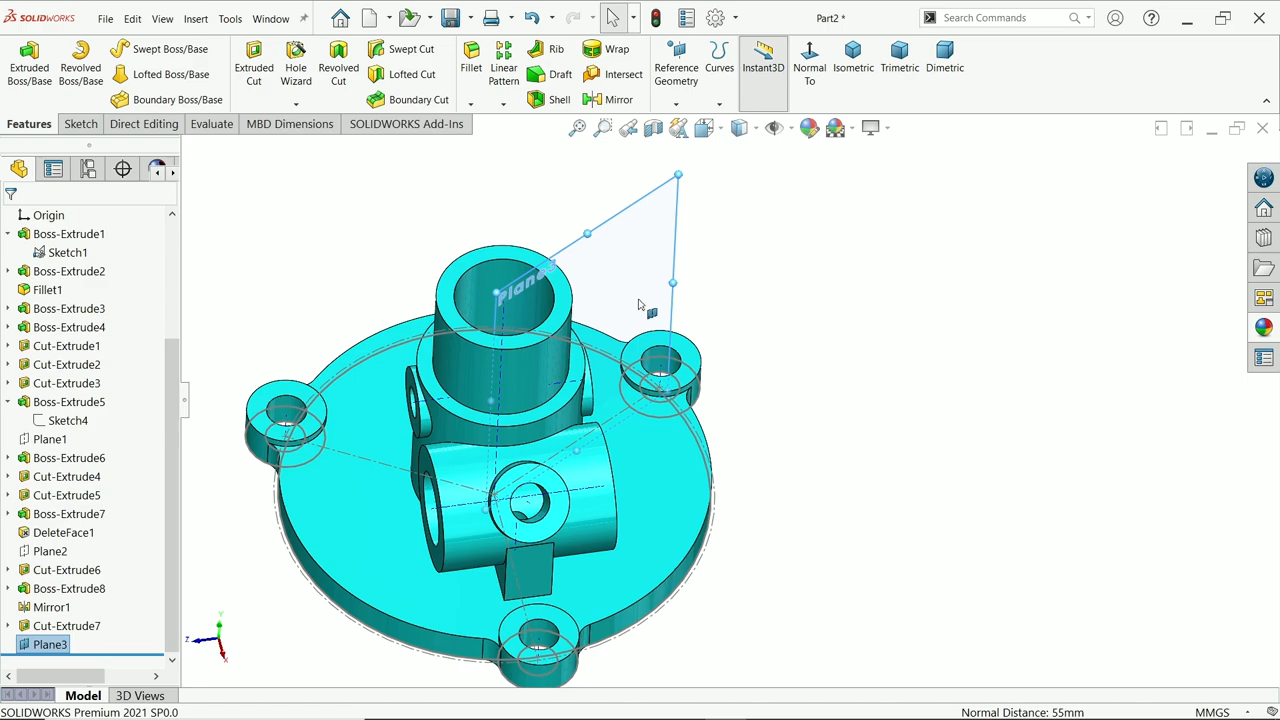 SOLIDWORKS
File Edit View Insert Tools Window
Part2 *
Search Commands
Extruded Boss/Base
Revolved Boss/Base
Swept Boss/Base
Lofted Boss/Base
Boundary Boss/Base
Extruded Cut
Hole Wizard
Revolved Cut
Swept Cut
Lofted Cut
Boundary Cut
Fillet
Linear Pattern
Rib
Draft
Shell
Wrap
Intersect
Mirror
Reference Geometry
Curves
Instant3D
Normal To
Isometric
Trimetric
Dimetric
Features Sketch Direct Editing Evaluate MBD Dimensions SOLIDWORKS Add-Ins
Origin
Boss-Extrude1
Sketch1
Boss-Extrude2
Fillet1
Boss-Extrude3
Boss-Extrude4
Cut-Extrude1
Cut-Extrude2
Cut-Extrude3
Boss-Extrude5
Sketch4
Plane1
Boss-Extrude6
Cut-Extrude4
Cut-Extrude5
Boss-Extrude7
DeleteFace1
Plane2
Cut-Extrude6
Boss-Extrude8
Mirror1
Cut-Extrude7
Plane3
Plane3
Y
Z
X
Model 3D Views
SOLIDWORKS Premium 2021 SP0.0
Normal Distance: 55mm
MMGS